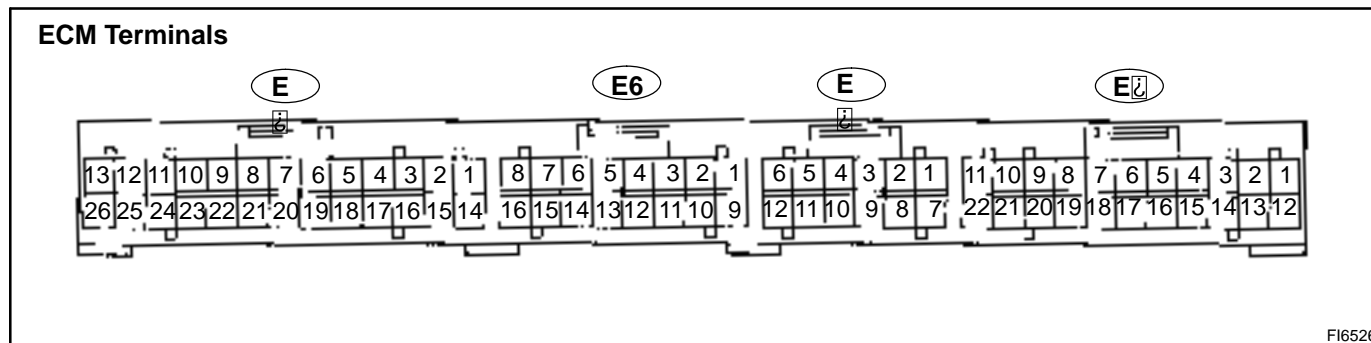 ECM Terminals
E E6 E E¿
¿ ¿
13 12 11 10 9 8 7 6 5 4 3 2 1 8 7 6 5 4 3 2 1 6 5 4 3 2 1 11 10 9 8 7 6 5 4 3 2 1
26 25 24 23 22 21 20 19 18 17 16 15 14 16 15 14 13 12 11 10 9 12 11 10 9 8 7 22 21 20 19 18 17 16 15 14 13 12
FI6526